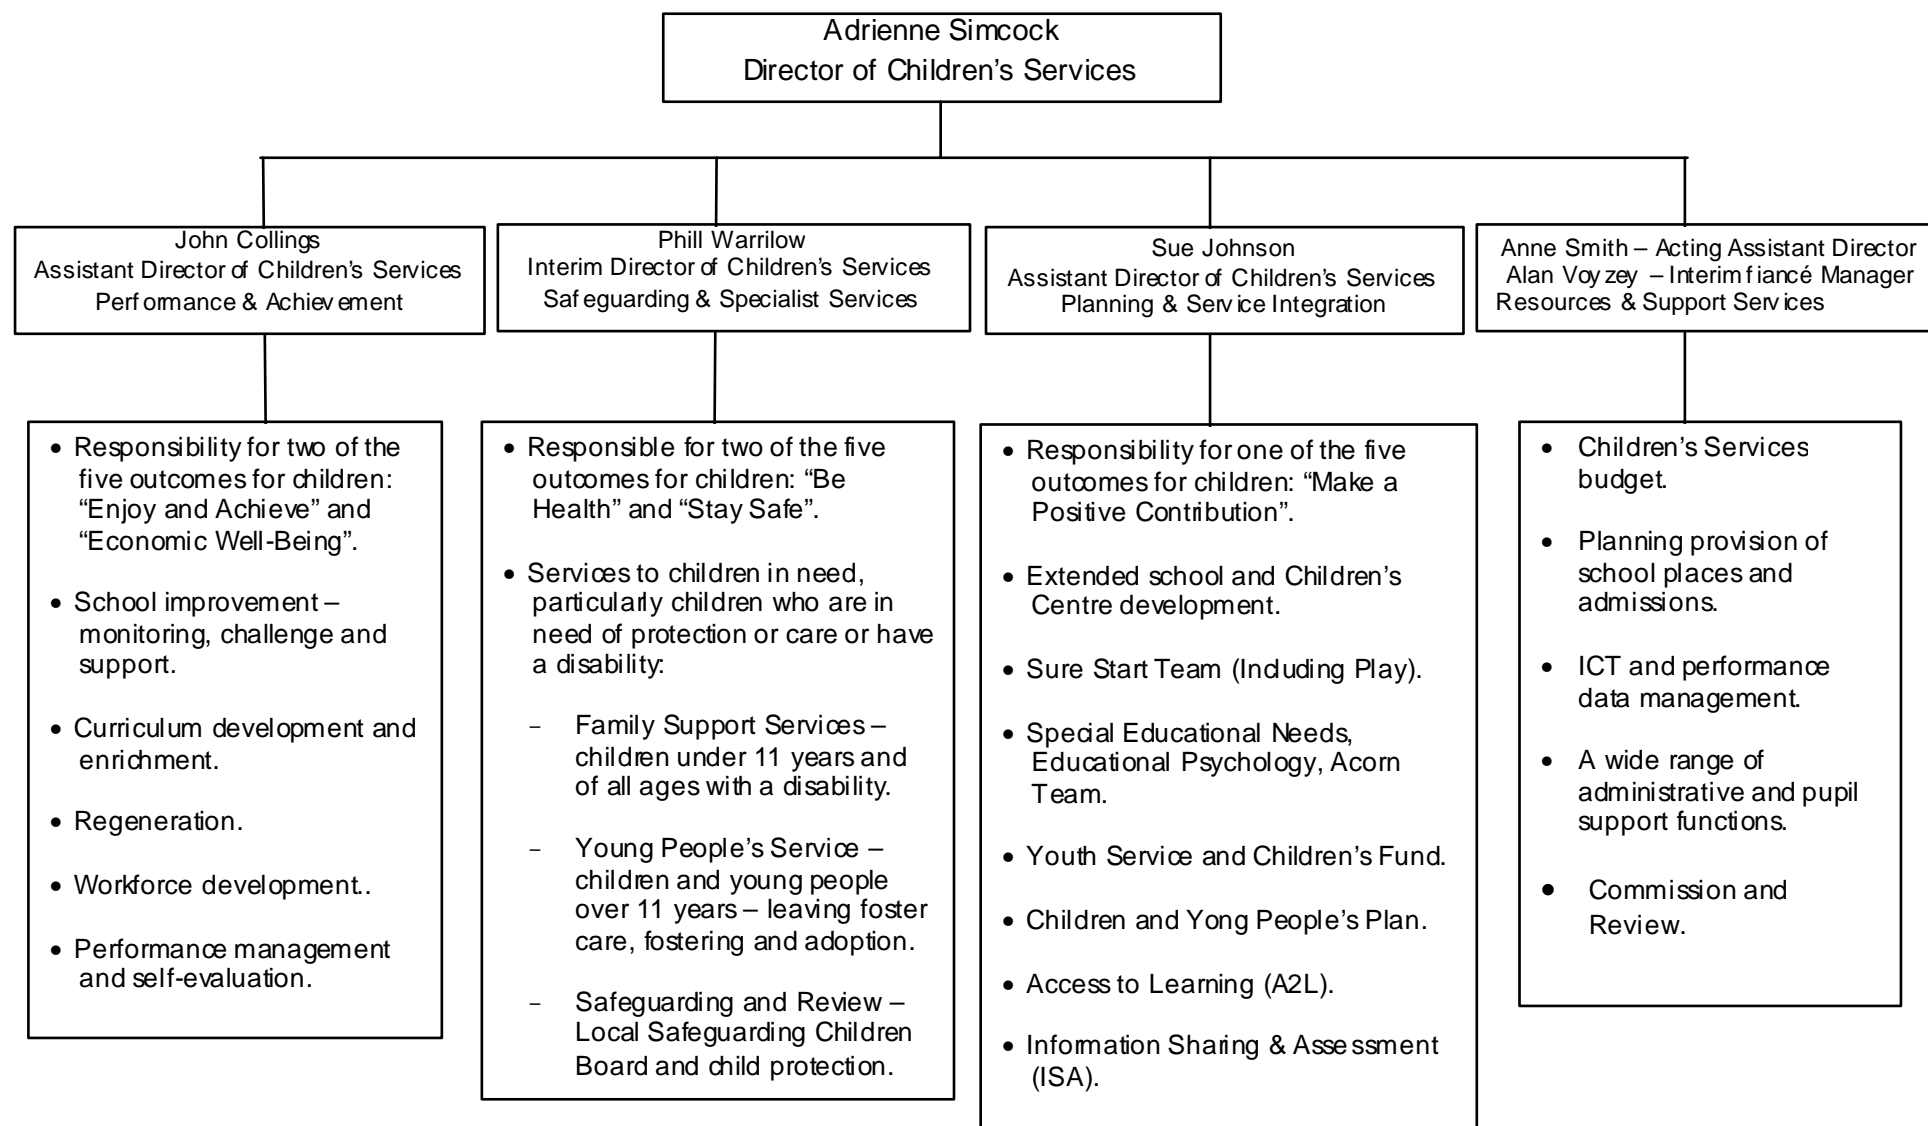 Adrienne Simcock
Director of Children's Services
John Collings
Assistant Director of Children's Services
Performance & Achievement
Phill Warrilow
Interim Director of Children's Services
Safeguarding & Specialist Services
Sue Johnson
Assistant Director of Children's Services
Planning & Service Integration
Anne Smith – Acting Assistant Director
Alan Voyzey – Interim fiancé Manager
Resources & Support Services
• Responsibility for two of the
five outcomes for children:
“Enjoy and Achieve” and
“Economic Well-Being”.
• School improvement –
monitoring, challenge and
support.
• Curriculum development and
enrichment.
• Regeneration.
• Workforce development..
• Performance management
and self-evaluation.
• Responsible for two of the five
outcomes for children: “Be
Health” and “Stay Safe”.
• Services to children in need,
particularly children who are in
need of protection or care or have
a disability:
– Family Support Services –
children under 11 years and
of all ages with a disability.
– Young People’s Service –
children and young people
over 11 years – leaving foster
care, fostering and adoption.
– Safeguarding and Review –
Local Safeguarding Children
Board and child protection.
• Responsibility for one of the five
outcomes for children: “Make a
Positive Contribution”.
• Extended school and Children’s
Centre development.
• Sure Start Team (Including Play).
• Special Educational Needs,
Educational Psychology, Acorn
Team.
• Youth Service and Children’s Fund.
• Children and Yong People’s Plan.
• Access to Learning (A2L).
• Information Sharing & Assessment
(ISA).
• Children’s Services
budget.
• Planning provision of
school places and
admissions.
• ICT and performance
data management.
• A wide range of
administrative and pupil
support functions.
• Commission and
Review.